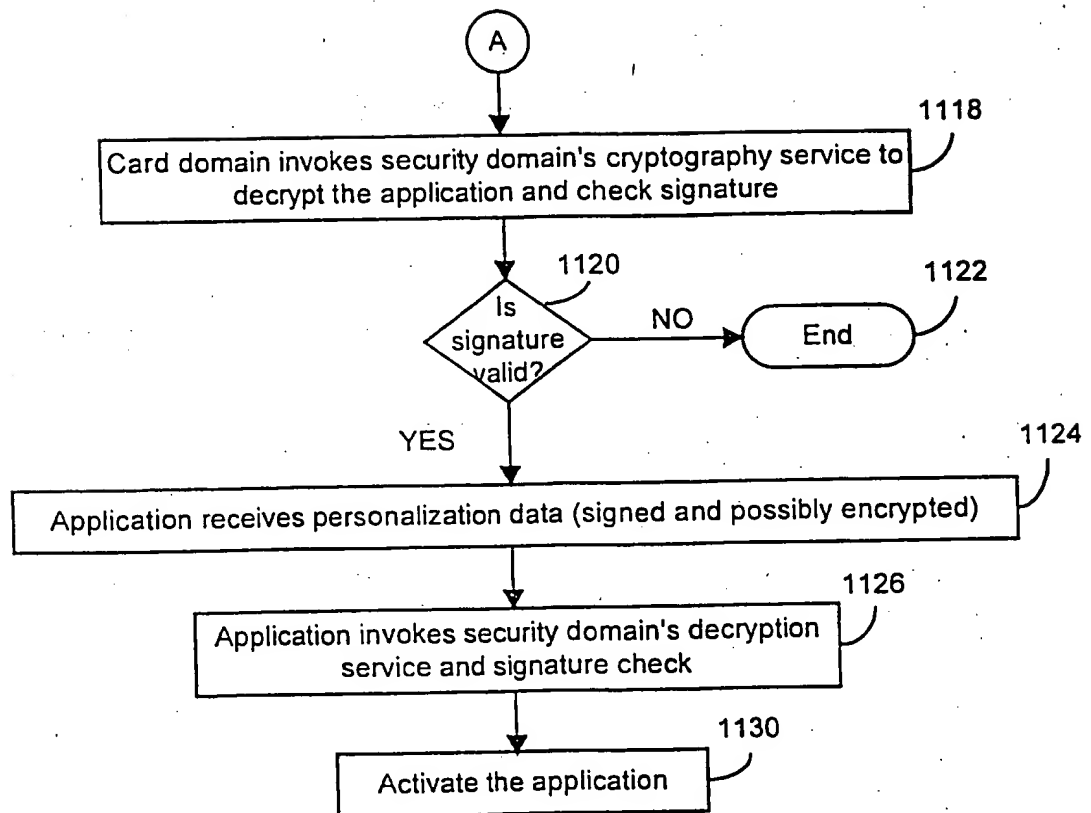 A
1118
Card domain invokes security domain's cryptography service to
decrypt the application and check signature
1120
Is
signature
valid?
NO
1122
End
YES
1124
Application receives personalization data (signed and possibly encrypted)
1126
Application invokes security domain's decryption
service and signature check
1130
Activate the application